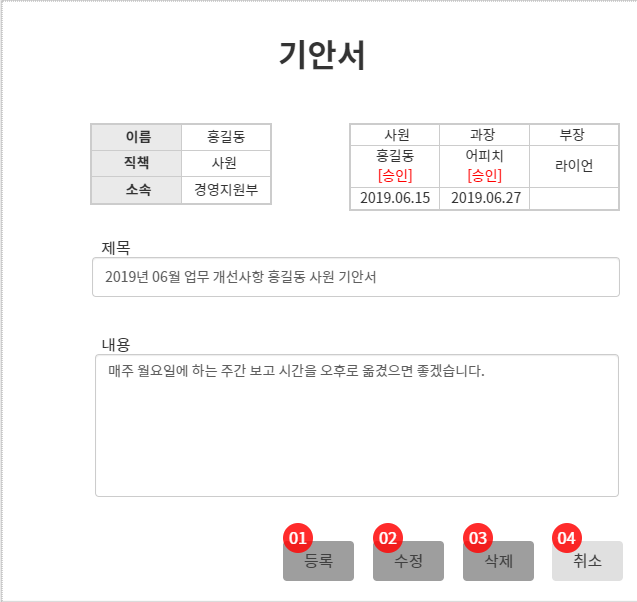 기안서
이름 홍길동
직책 사원
소속 경영지원부
사원 과장 부장
홍길동 어피치 라이언
[승인] [승인]
2019.06.15 2019.06.27
제목
2019년 06월 업무 개선사항 홍길동 사원 기안서
내용
매주 월요일에 하는 주간 보고 시간을 오후로 옮겼으면 좋겠습니다.
01 02 03 04
등록 수정 삭제 취소